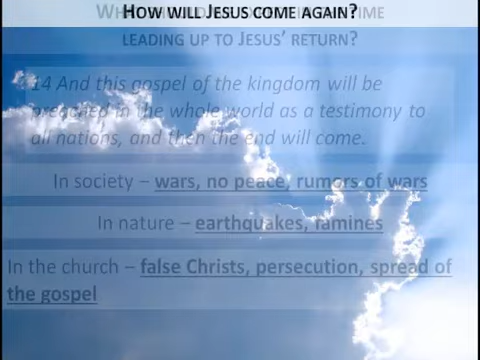 HOW WILL JESUS COME AGAIN?
LEADING UP TO JESUS' RETURN?
14 And this gospel of the kingdom will be
preached in the whole world as a testimony to
all nations, and then the end will come.
In society – wars, no peace, rumors of wars
In nature – earthquakes, famines
In the church – false Christs, persecution, spread of
the gospel